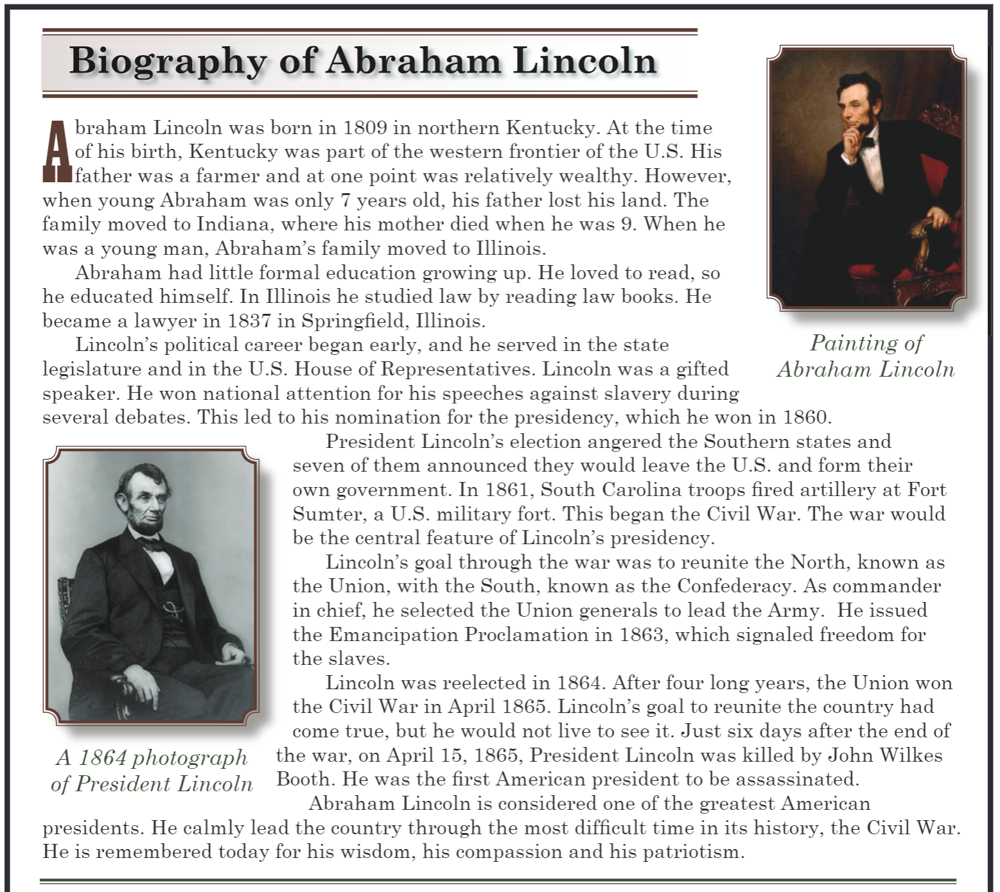 Biography of Abraham Lincoln
Abraham Lincoln was born in 1809 in northern Kentucky. At the time
of his birth, Kentucky was part of the western frontier of the U.S. His
father was a farmer and at one point was relatively wealthy. However,
when young Abraham was only 7 years old, his father lost his land. The
family moved to Indiana, where his mother died when he was 9. When he
was a young man, Abraham’s family moved to Illinois.
Abraham had little formal education growing up. He loved to read, so
he educated himself. In Illinois he studied law by reading law books. He
became a lawyer in 1837 in Springfield, Illinois.
Lincoln’s political career began early, and he served in the state
legislature and in the U.S. House of Representatives. Lincoln was a gifted
speaker. He won national attention for his speeches against slavery during
several debates. This led to his nomination for the presidency, which he won in 1860.
Painting of
Abraham Lincoln
President Lincoln’s election angered the Southern states and
seven of them announced they would leave the U.S. and form their
own government. In 1861, South Carolina troops fired artillery at Fort
Sumter, a U.S. military fort. This began the Civil War. The war would
be the central feature of Lincoln’s presidency.
Lincoln’s goal through the war was to reunite the North, known as
the Union, with the South, known as the Confederacy. As commander
in chief, he selected the Union generals to lead the Army.  He issued
the Emancipation Proclamation in 1863, which signaled freedom for
the slaves.
Lincoln was reelected in 1864. After four long years, the Union won
the Civil War in April 1865. Lincoln’s goal to reunite the country had
come true, but he would not live to see it. Just six days after the end of
the war, on April 15, 1865, President Lincoln was killed by John Wilkes
Booth. He was the first American president to be assassinated.
A 1864 photograph
of President Lincoln
Abraham Lincoln is considered one of the greatest American
presidents. He calmly lead the country through the most difficult time in its history, the Civil War.
He is remembered today for his wisdom, his compassion and his patriotism.